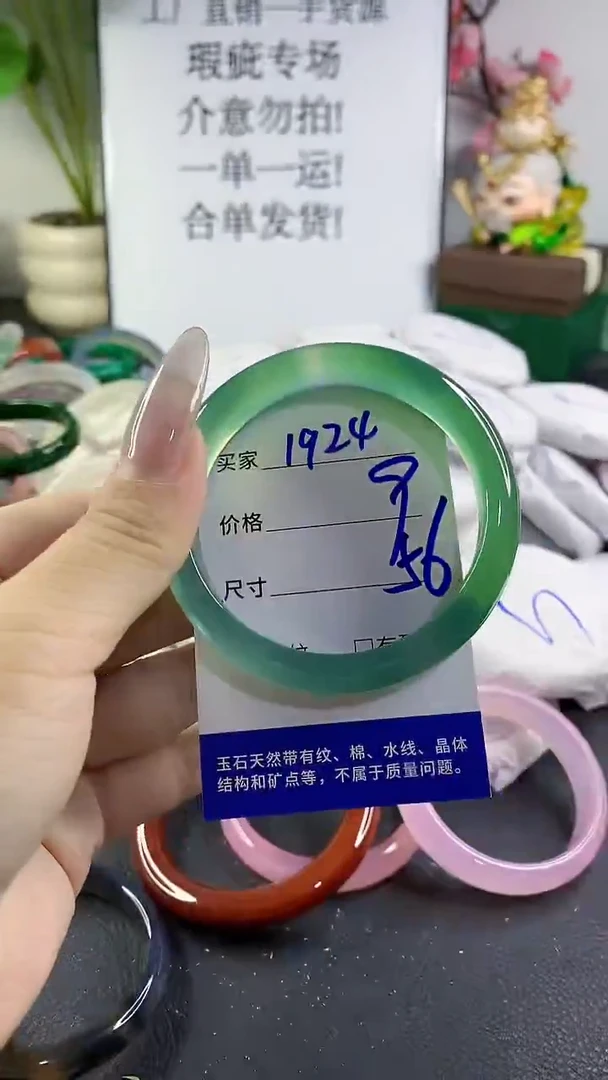 工厂直销一手货源
瑕疵专场
介意勿拍!
一单一运!
合单发货!
买家 1924
价格
尺寸 56
玉石天然带有纹、棉、水线、晶体
结构和矿点等，不属于质量问题。